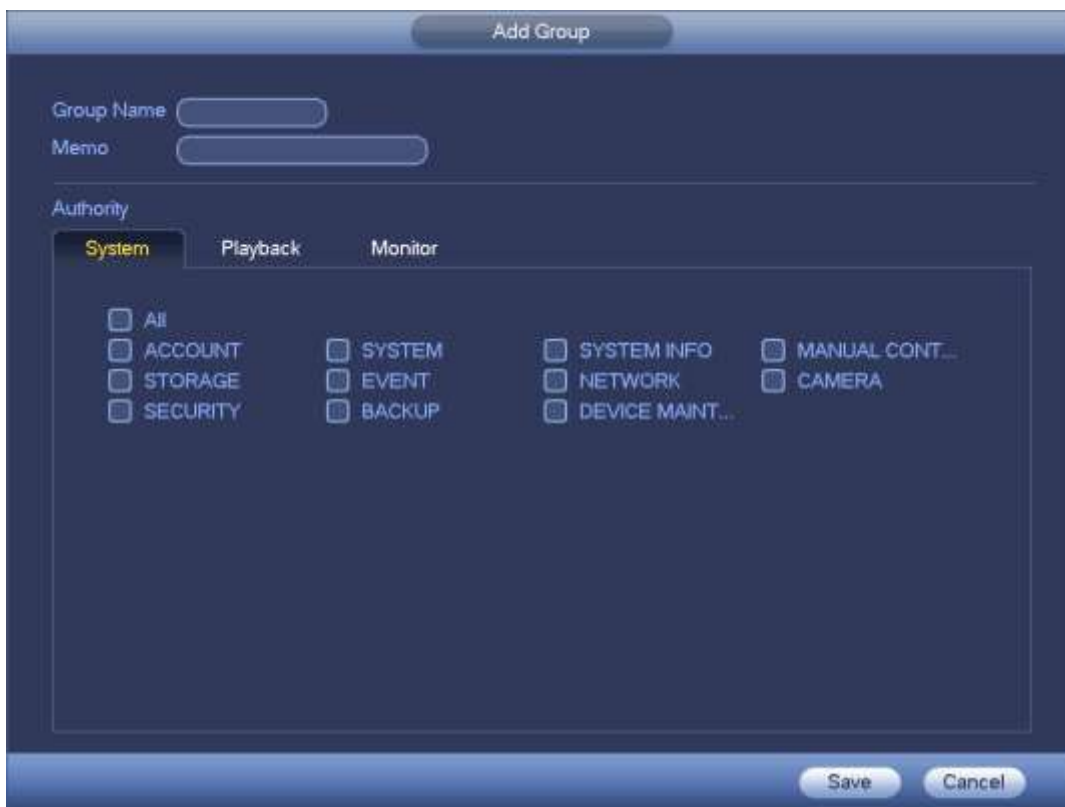 Add Group
Group Name
Memo
Authority
System Playback Monitor
All
ACCOUNT SYSTEM SYSTEM INFO MANUAL CONT...
STORAGE EVENT NETWORK CAMERA
SECURITY BACKUP DEVICE MAINT...
Save Cancel